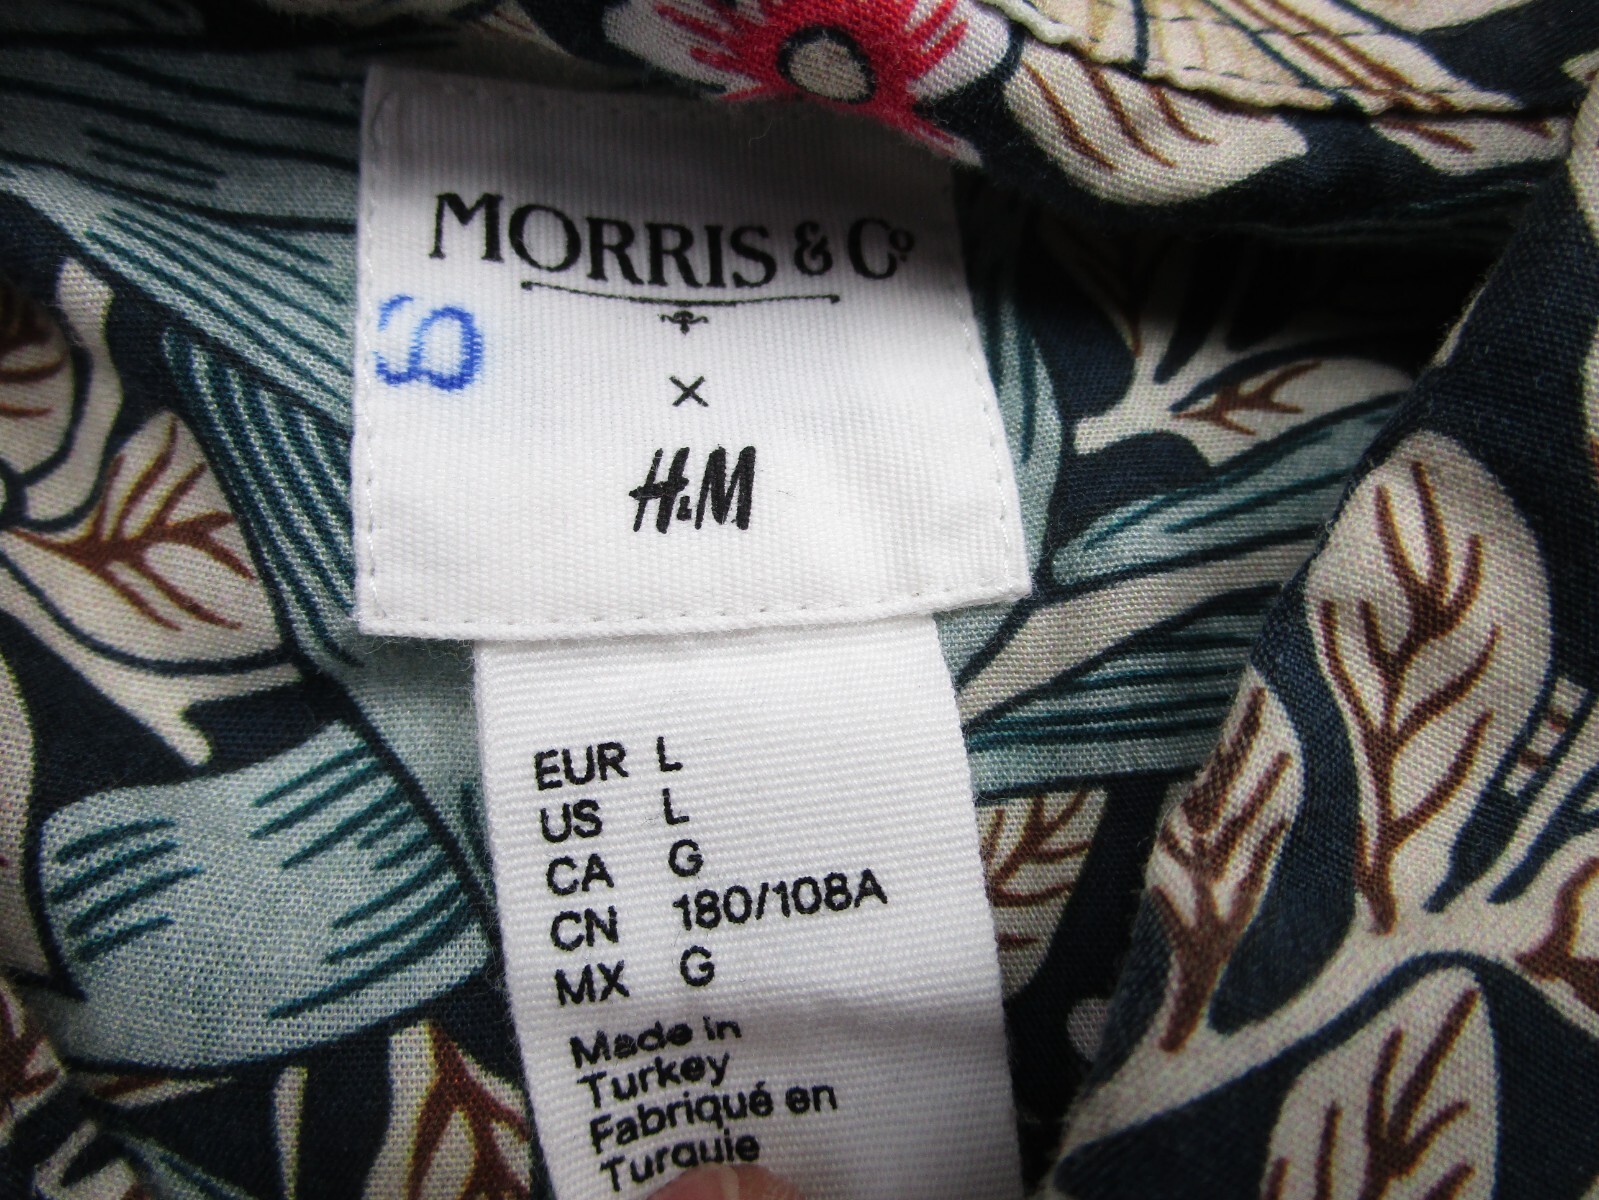 MORRIS & Co
×
H&M
EUR L
US L
CA G
CN 180/108A
MX G
Made in
Turkey
Fabriqué en
Turquie